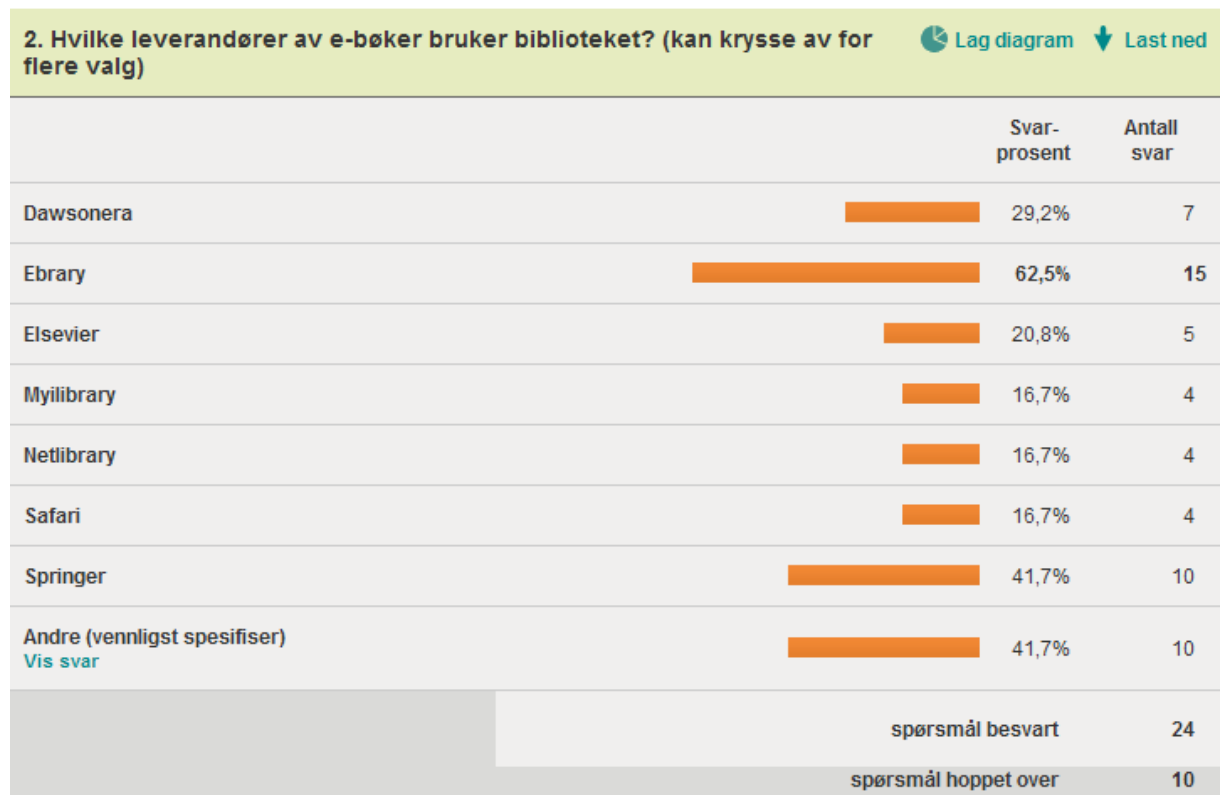 2. Hvilke leverandører av e-bøker bruker biblioteket? (kan krysse av for flere valg)
Lag diagram Last ned
Svar-prosent Antall svar
Dawsonera 29,2% 7
Ebrary 62,5% 15
Elsevier 20,8% 5
Myilibrary 16,7% 4
Netlibrary 16,7% 4
Safari 16,7% 4
Springer 41,7% 10
Andre (vennligst spesifiser) 41,7% 10
Vis svar
spørsmål besvart 24
spørsmål hoppet over 10